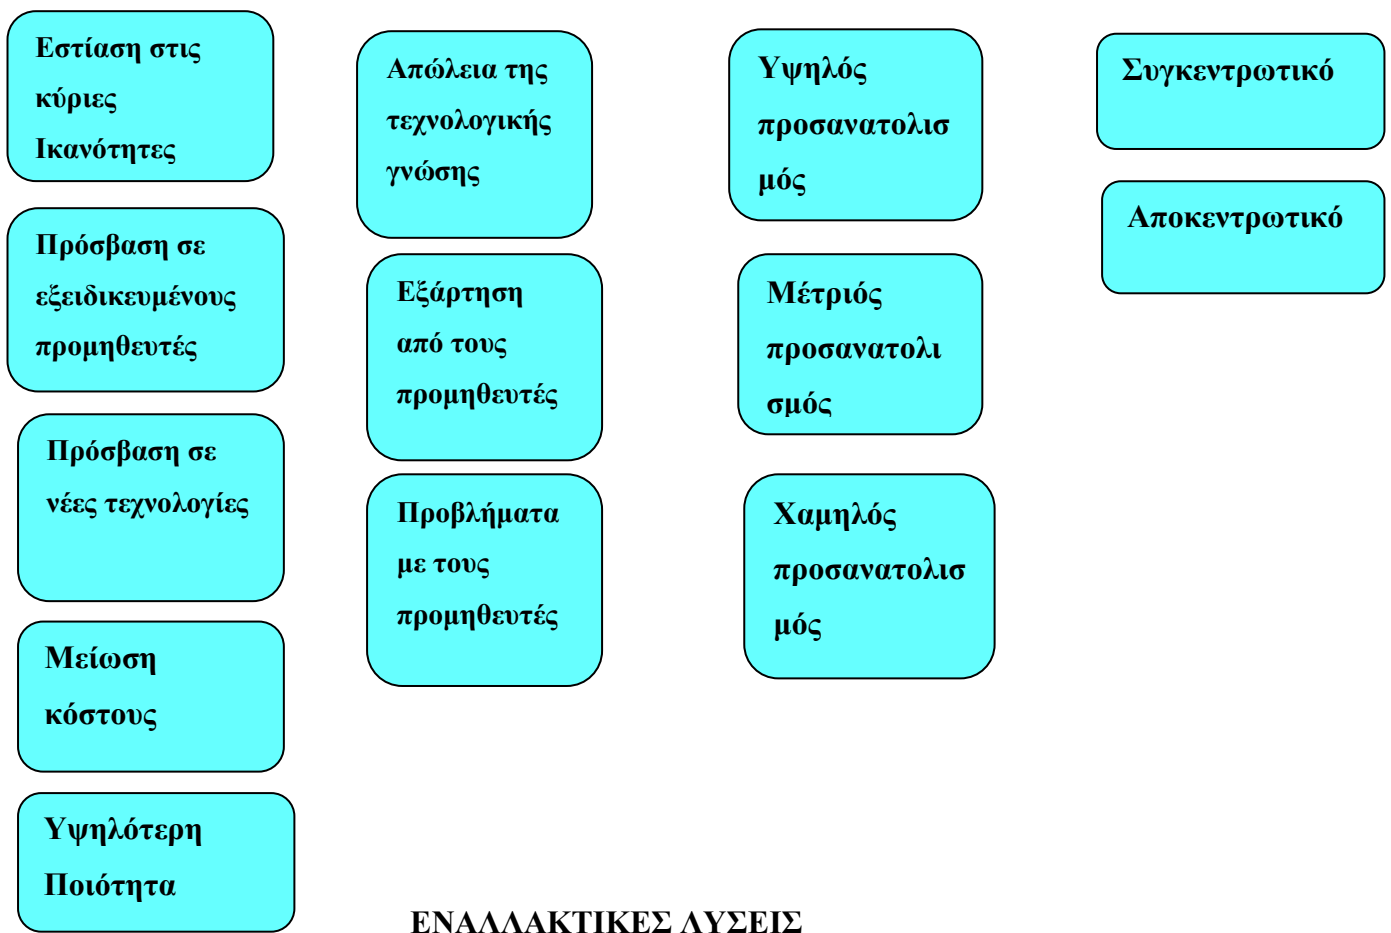 Εστίαση στις
κύριες
Ικανότητες
Πρόσβαση σε
εξειδικευμένους
προμηθευτές
Πρόσβαση σε
νέες τεχνολογίες
Μείωση
κόστους
Υψηλότερη
Ποιότητα
Απώλεια της
τεχνολογικής
γνώσης
Εξάρτηση
από τους
προμηθευτές
Προβλήματα
με τους
προμηθευτές
Υψηλός
προσανατολισ
μός
Μέτριός
προσανατολι
σμός
Χαμηλός
προσανατολισ
μός
Συγκεντρωτικό
Αποκεντρωτικό
ΕΝΑΛΛΑΚΤΙΚΕΣ ΛΥΣΕΙΣ